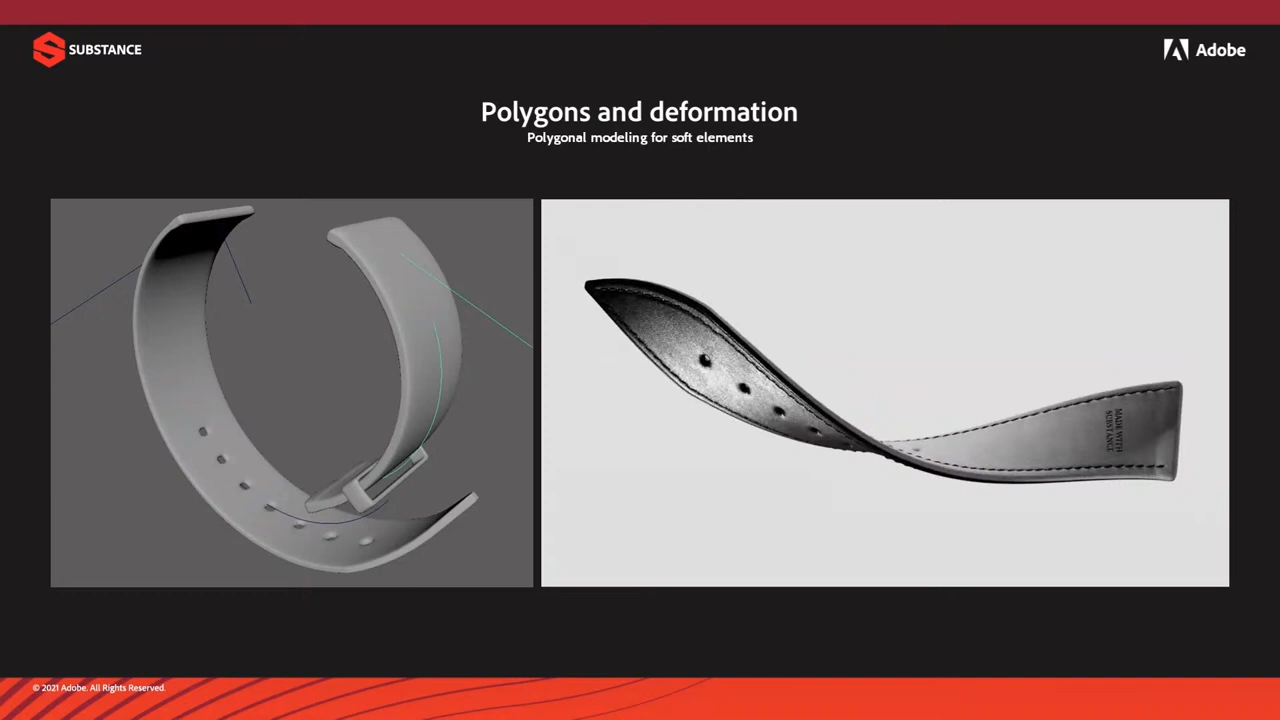 SUBSTANCE
Adobe
Polygons and deformation
Polygonal modeling for soft elements
MADE WITH
SUBSTANCE
© 2021 Adobe. All Rights Reserved.